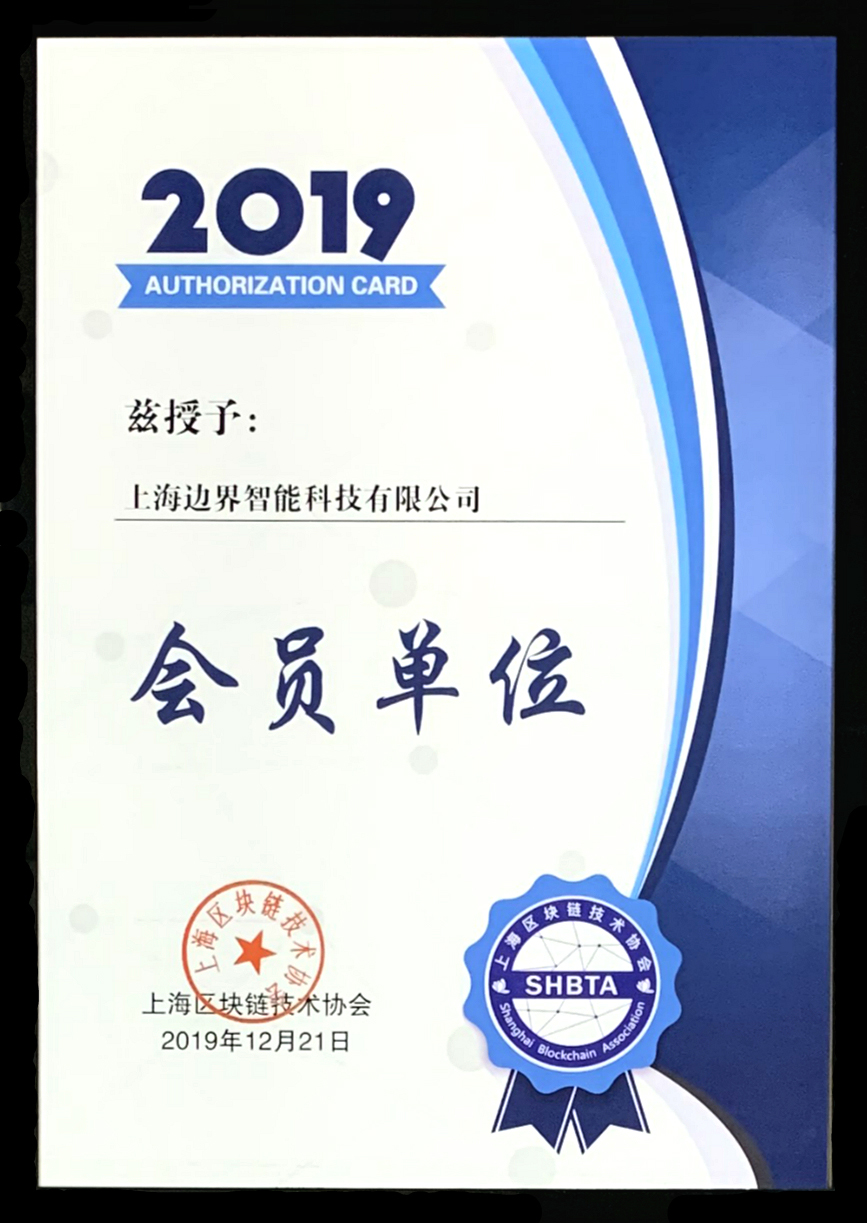 2019
AUTHORIZATION CARD
兹授予：
上海边界智能科技有限公司
会员单位
上海区块链技术协会
上海区块链技术协会
2019年12月21日
上海区块链技术协会
SHBTA
Shanghai Blockchain Association